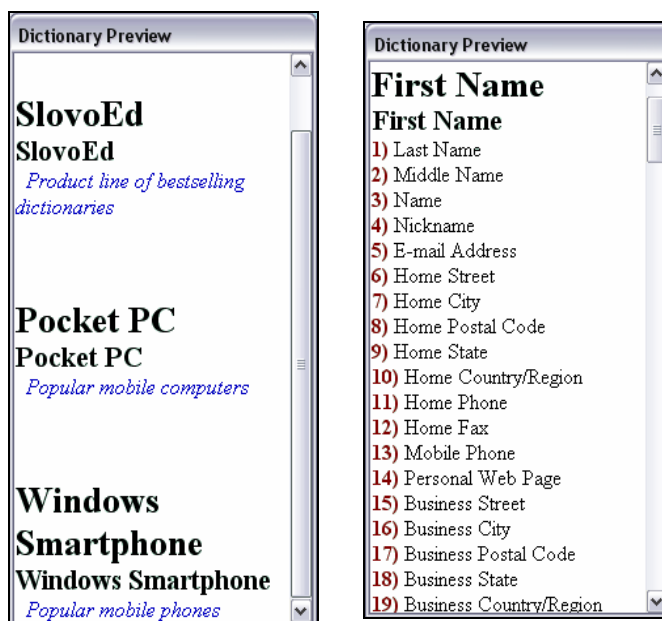 Dictionary Preview
SlovoEd
SlovoEd
Product line of bestselling
dictionaries
Pocket PC
Pocket PC
Popular mobile computers
Windows
Smartphone
Windows Smartphone
Popular mobile phones
Dictionary Preview
First Name
First Name
1) Last Name
2) Middle Name
3) Name
4) Nickname
5) E-mail Address
6) Home Street
7) Home City
8) Home Postal Code
9) Home State
10) Home Country/Region
11) Home Phone
12) Home Fax
13) Mobile Phone
14) Personal Web Page
15) Business Street
16) Business City
17) Business Postal Code
18) Business State
19) Business Country/Region